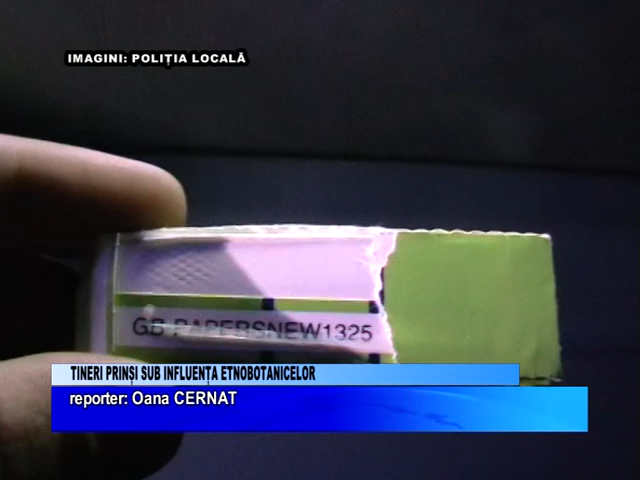 IMAGINI: POLIȚIA LOCALĂ
GB PAPERSNEW1325
TINERI PRINȘI SUB INFLUENȚA ETNOBOTANICELOR
reporter: Oana CERNAT